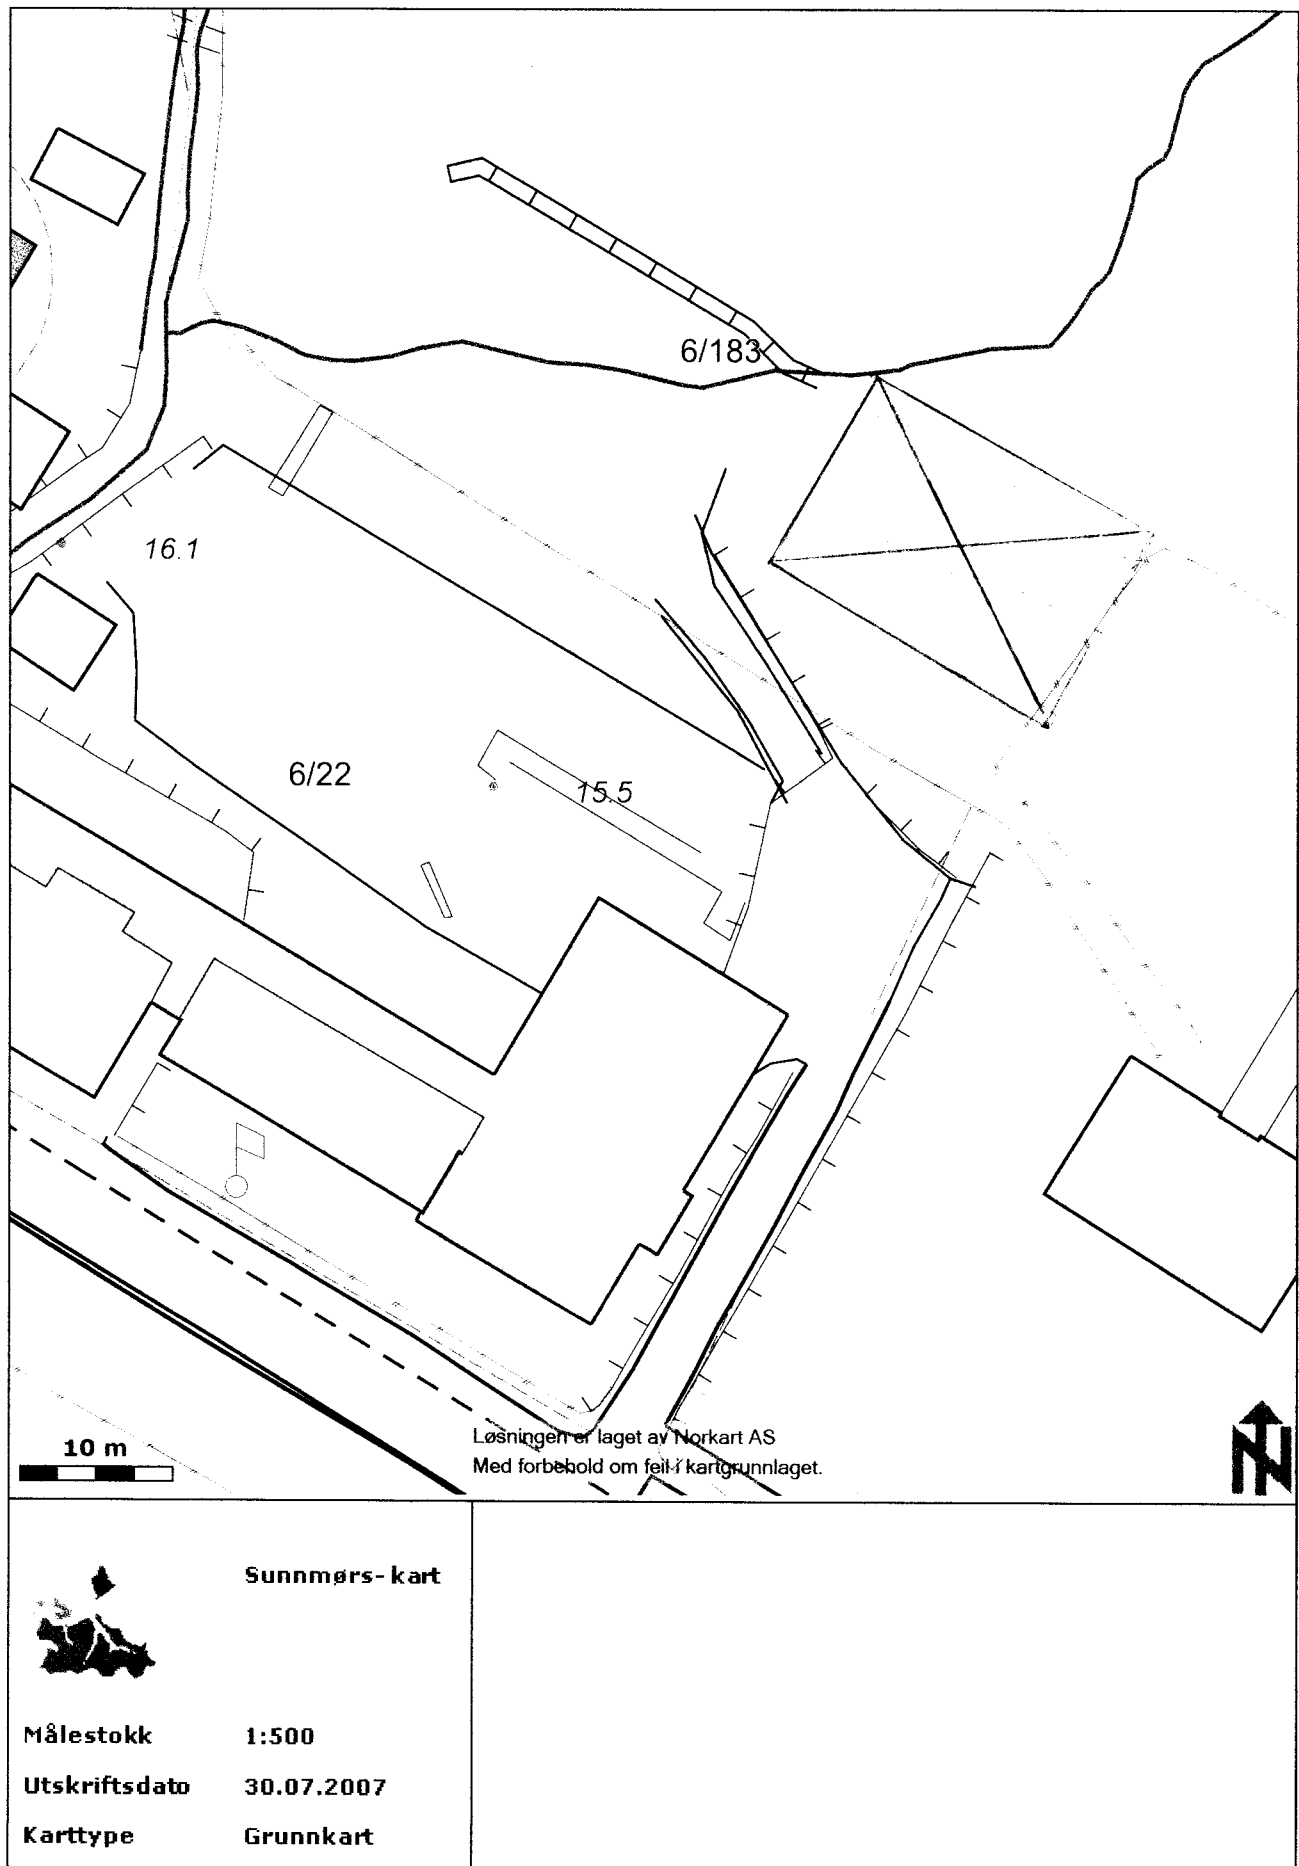 6/183
16.1
6/22
15.5
10 m
Løsningen er laget av Norkart AS
Med forbehold om feil i kartgrunnlaget.
N
Sunnmørs-kart
Målestokk 1:500
Utskriftsdato 30.07.2007
Karttype Grunnkart